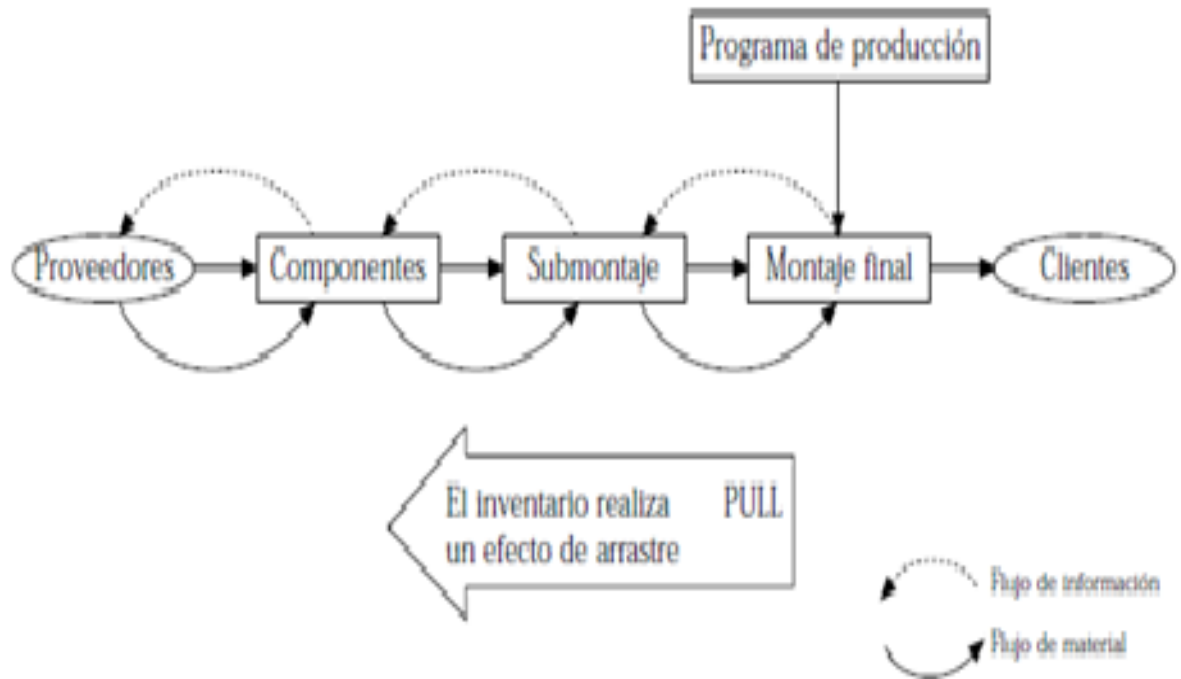 Programa de producción
Proveedores
Componentes
Submontaje
Montaje final
Clientes
El inventario realiza PULL
un efecto de arrastre
Flujo de información
Flujo de material